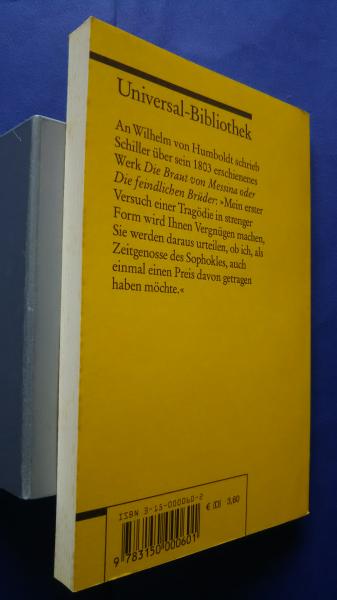 Universal-Bibliothek
An Wilhelm von Humboldt schrieb
Schiller über sein 1803 erschienenes
Werk Die Braut von Messina oder
Die feindlichen Brüder: »Mein erster
Versuch einer Tragödie in strenger
Form wird Ihnen Vergnügen machen,
Sie werden daraus urteilen, ob ich, als
Zeitgenosse des Sophokles, auch
einmal einen Preis davon getragen
haben möchte.«
ISBN 3-15-000060-2
€ (D) 3,60
9 783150 000601